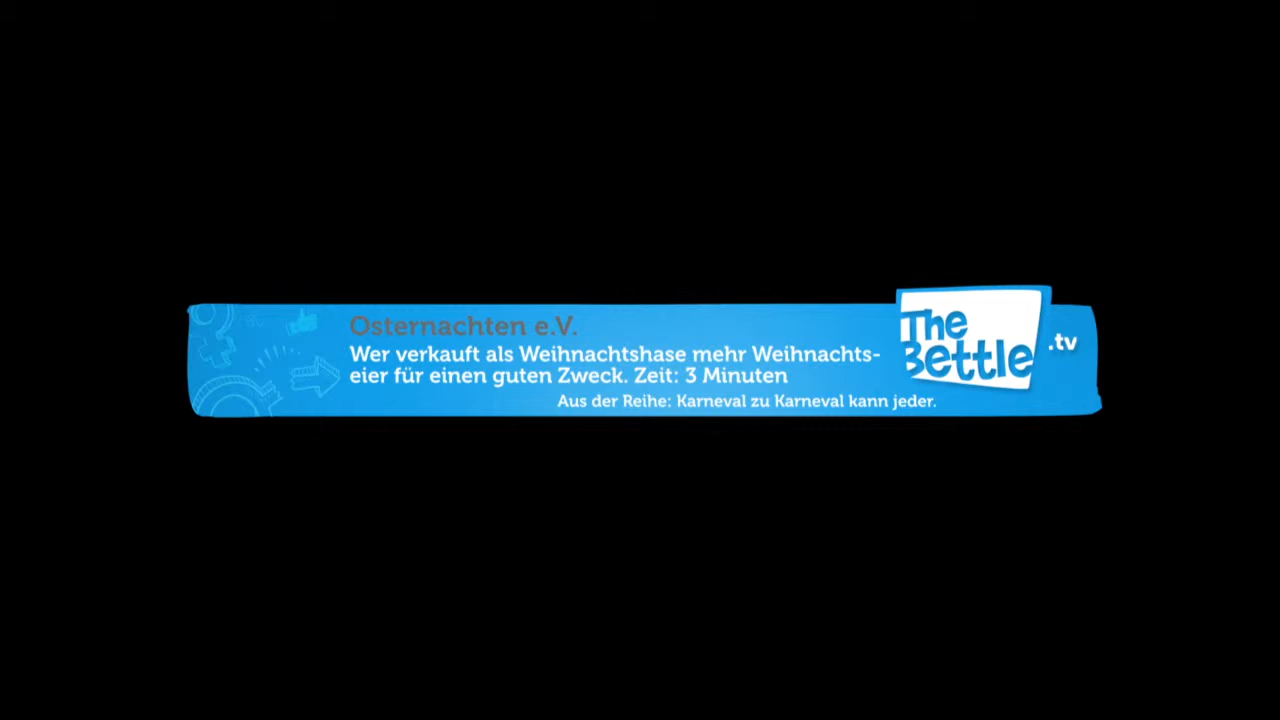 Osternachten e.V.
Wer verkauft als Weihnachtshase mehr Weihnachts-
eier für einen guten Zweck. Zeit: 3 Minuten
Aus der Reihe: Karneval zu Karneval kann jeder.
The
Bettle
.tv